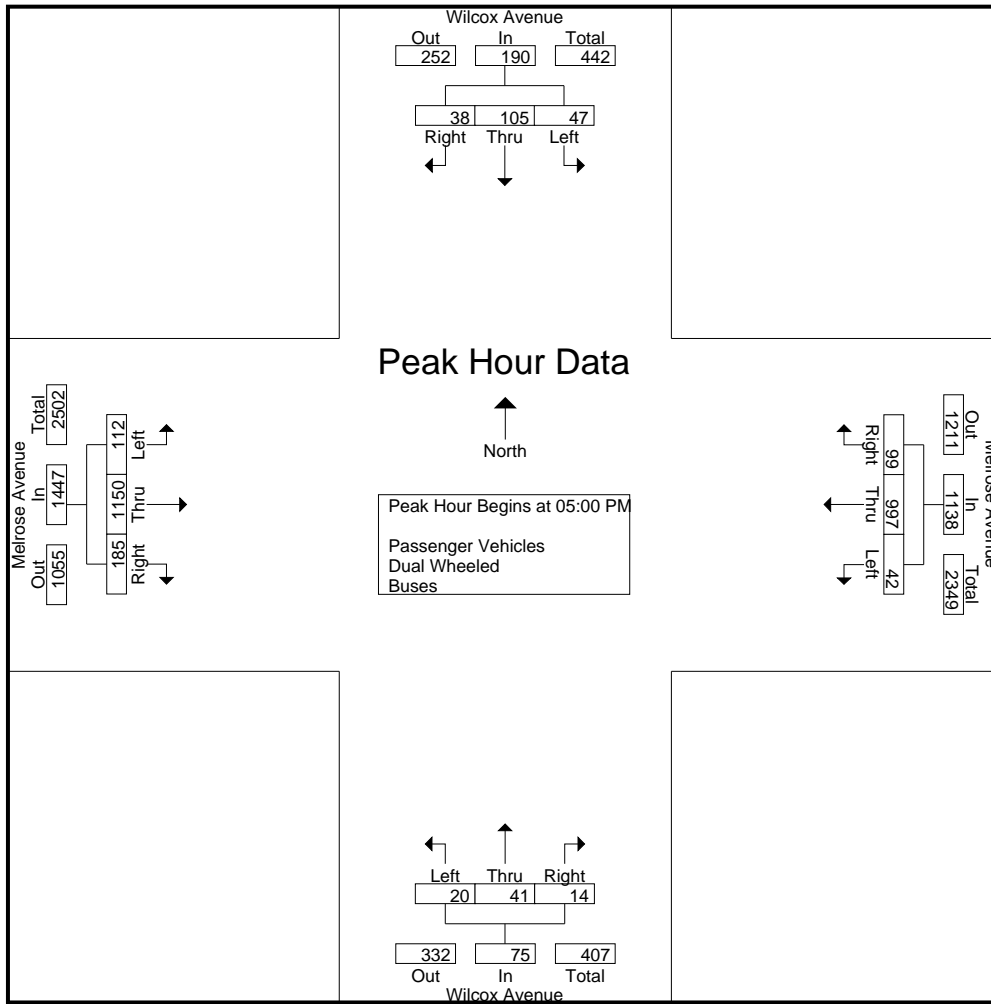 Wilcox Avenue
Out In Total
252 190 442
38 105 47
Right Thru Left
Peak Hour Data
North
Peak Hour Begins at 05:00 PM
Passenger Vehicles
Dual Wheeled
Buses
Melrose Avenue
Out In Total
1055 1447 2502
185 1150 112
Right Thru Left
Melrose Avenue
Out In Total
1211 1138 2349
99 997 42
Right Thru Left
Left Thru Right
20 41 14
332 75 407
Out In Total
Wilcox Avenue